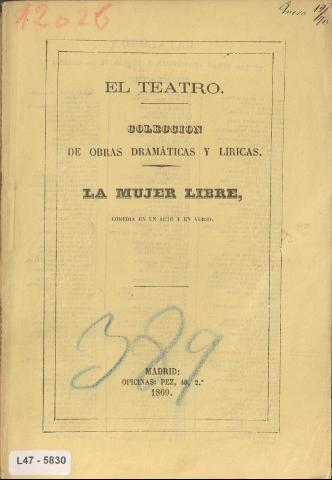 12026
EL TEATRO.
COLECCION
DE OBRAS DRAMÁTICAS Y LÍRICAS.
LA MUJER LIBRE,
COMEDIA EN UN ACTO Y EN VERSO.
389
MADRID:
OFICINAS: PEZ, 40, 2.º
1869.
L47 - 5830